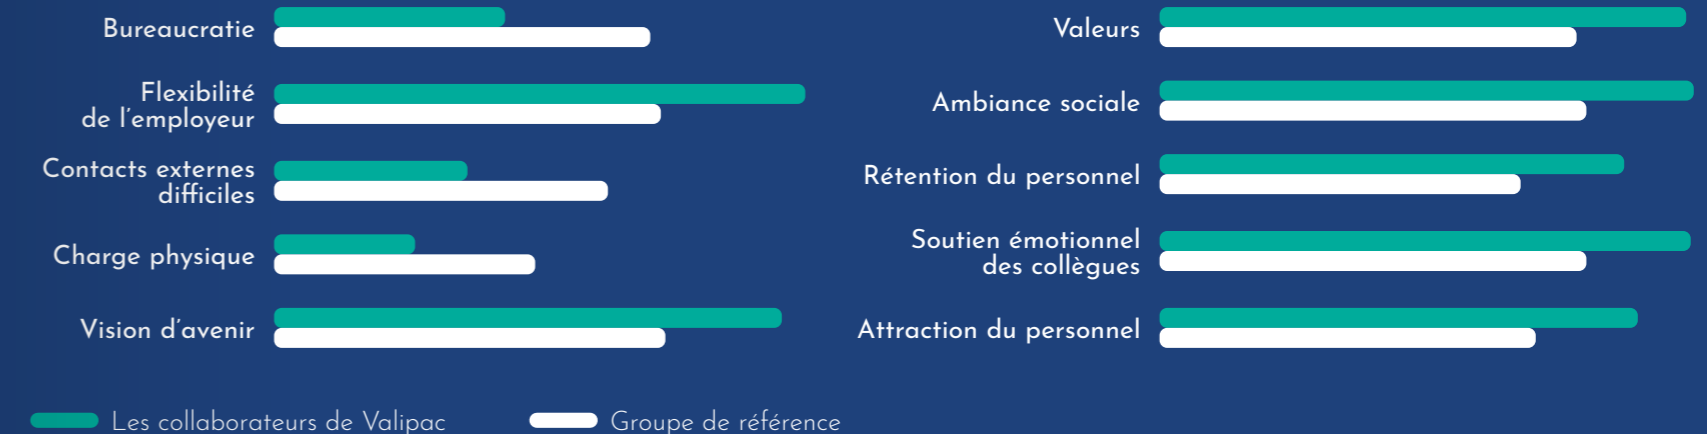 Bureaucratie
Flexibilité
de l'employeur
Contacts externes
difficiles
Charge physique
Vision d'avenir
Valeurs
Ambiance sociale
Rétention du personnel
Soutien émotionnel
des collègues
Attraction du personnel
Les collaborateurs de Valipac
Groupe de référence